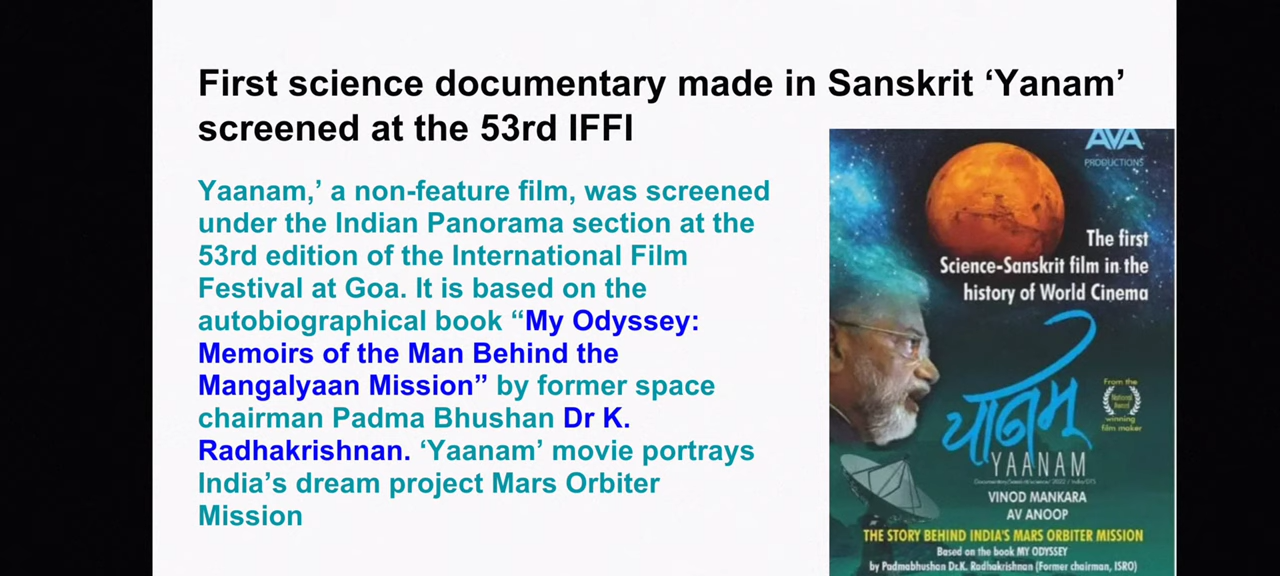 First science documentary made in Sanskrit ‘Yanam’
screened at the 53rd IFFI
Yaanam,’ a non-feature film, was screened
under the Indian Panorama section at the
53rd edition of the International Film
Festival at Goa. It is based on the
autobiographical book “My Odyssey:
Memoirs of the Man Behind the
Mangalyaan Mission” by former space
chairman Padma Bhushan Dr K.
Radhakrishnan. ‘Yaanam’ movie portrays
India’s dream project Mars Orbiter
Mission
AVA
PRODUCTIONS
The first
Science-Sanskrit film in the
history of World Cinema
From the
National
Award
winning
film maker
यानम्
YAANAM
VINOD MANKARA
AV ANOOP
THE STORY BEHIND INDIA'S MARS ORBITER MISSION
Based on the book MY ODYSSEY
by Padmabhushan Dr.K. Radhakrishnan (Former chairman, ISRO)